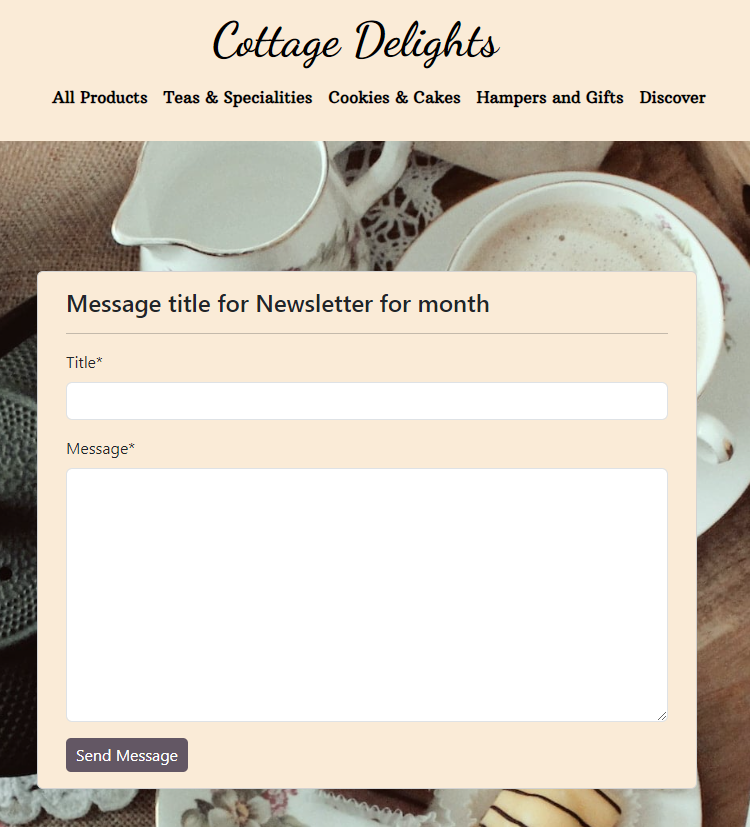 Cottage Delights
All Products Teas & Specialities Cookies & Cakes Hampers and Gifts Discover
Message title for Newsletter for month
Title*
Message*
Send Message